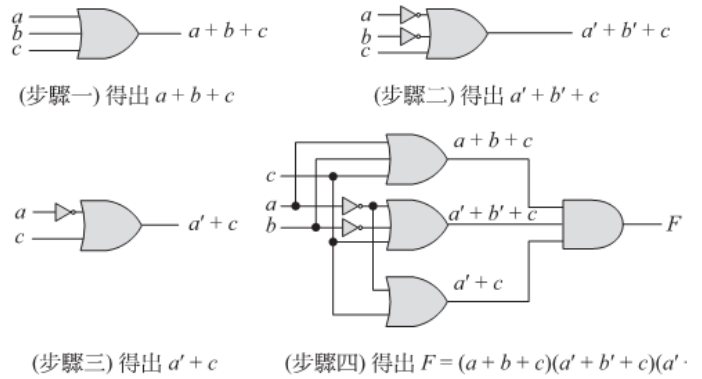 a
b
c
a + b + c
(步驟一) 得出 a + b + c
a
b
c
a′ + b′ + c
(步驟二) 得出 a′ + b′ + c
a
c
a′ + c
(步驟三) 得出 a′ + c
c
a
b
a + b + c
a′ + b′ + c
a′ + c
F
(步驟四) 得出 F = (a + b + c)(a′ + b′ + c)(a′